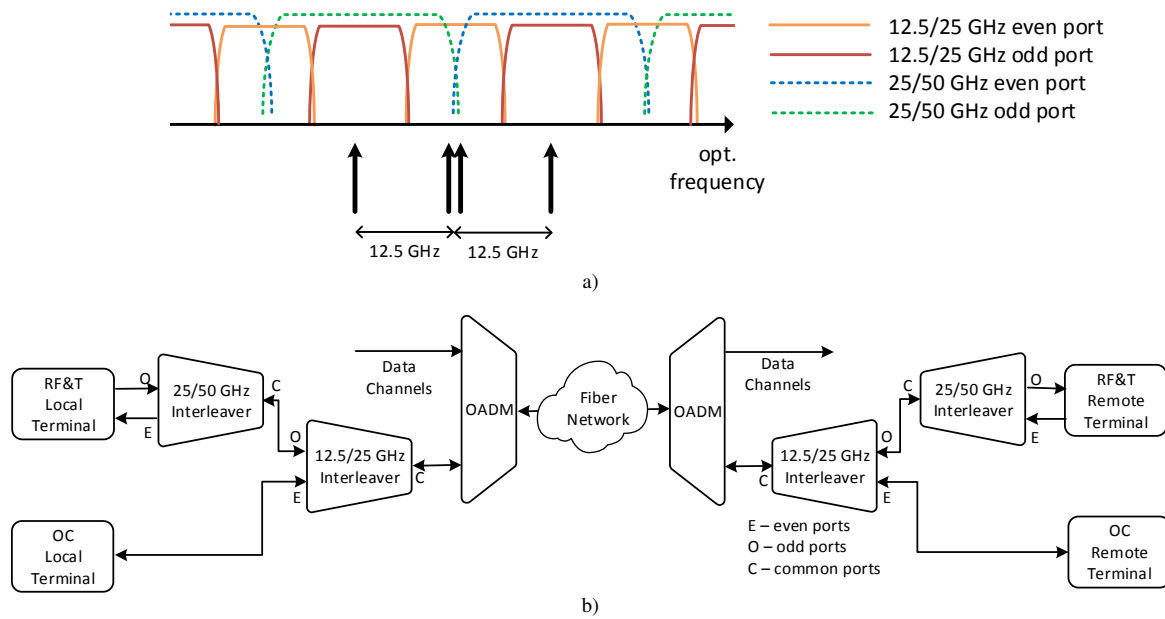 12.5/25 GHz even port
12.5/25 GHz odd port
25/50 GHz even port
25/50 GHz odd port
opt.
frequency
12.5 GHz
12.5 GHz
a)
RF&T
Local
Terminal
O
E
25/50 GHz
Interleaver
C
O
E
12.5/25 GHz
Interleaver
C
OC
Local
Terminal
Data
Channels
OADM
Fiber
Network
OADM
Data
Channels
C
12.5/25 GHz
Interleaver
O
E
C
25/50 GHz
Interleaver
O
E
RF&T
Remote
Terminal
OC
Remote
Terminal
E – even ports
O – odd ports
C – common ports
b)